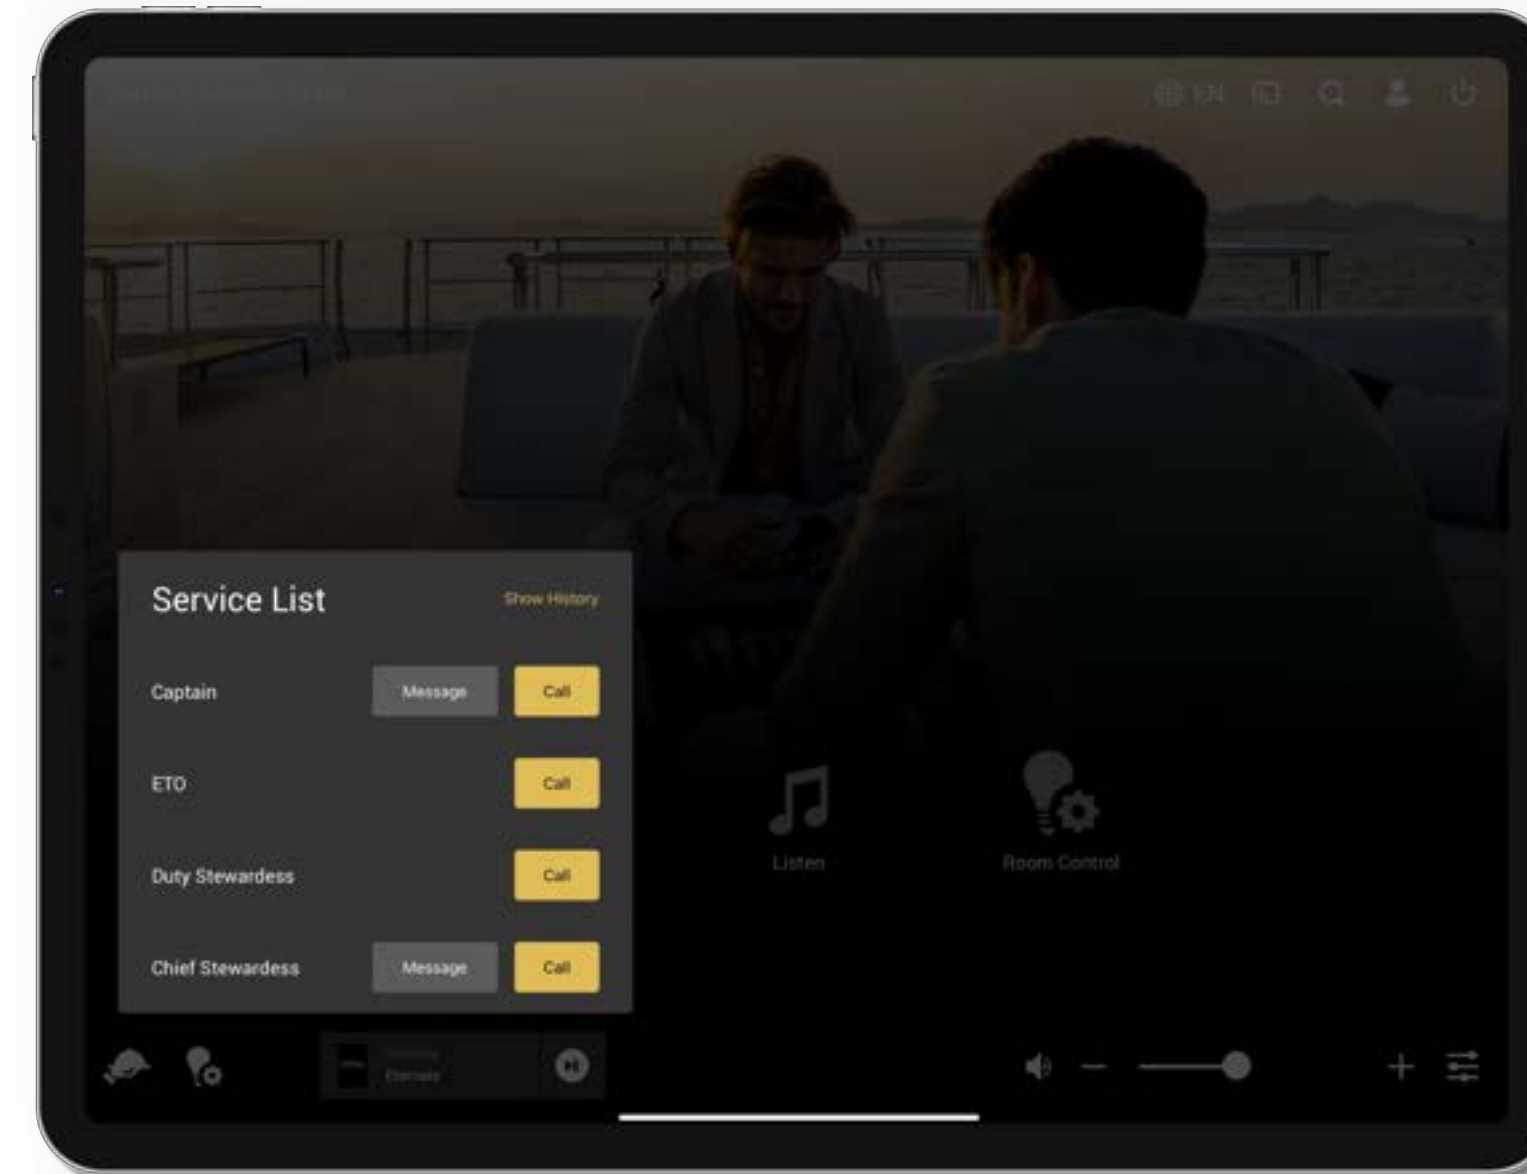 EN
Service List
Show History
Captain
Message
Call
ETO
Call
Duty Stewardess
Call
Chief Stewardess
Message
Call
Listen
Room Control
Eternals